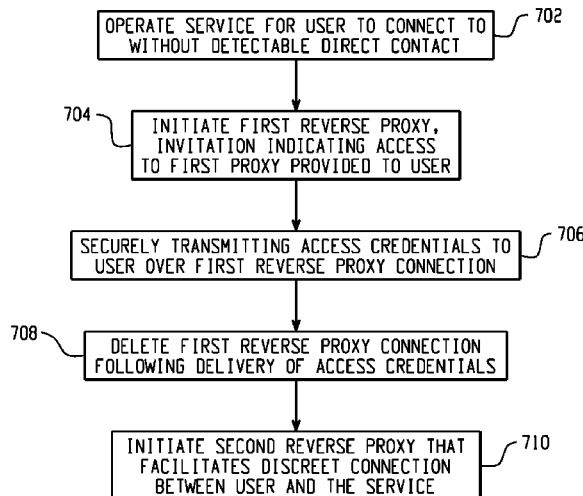 OPERATE SERVICE FOR USER TO CONNECT TO
WITHOUT DETECTABLE DIRECT CONTACT
702
704
INITIATE FIRST REVERSE PROXY,
INVITATION INDICATING ACCESS
TO FIRST PROXY PROVIDED TO USER
SECURELY TRANSMITTING ACCESS CREDENTIALS TO
USER OVER FIRST REVERSE PROXY CONNECTION
706
708
DELETE FIRST REVERSE PROXY CONNECTION
FOLLOWING DELIVERY OF ACCESS CREDENTIALS
INITIATE SECOND REVERSE PROXY THAT
FACILITATES DISCREET CONNECTION
BETWEEN USER AND THE SERVICE
710